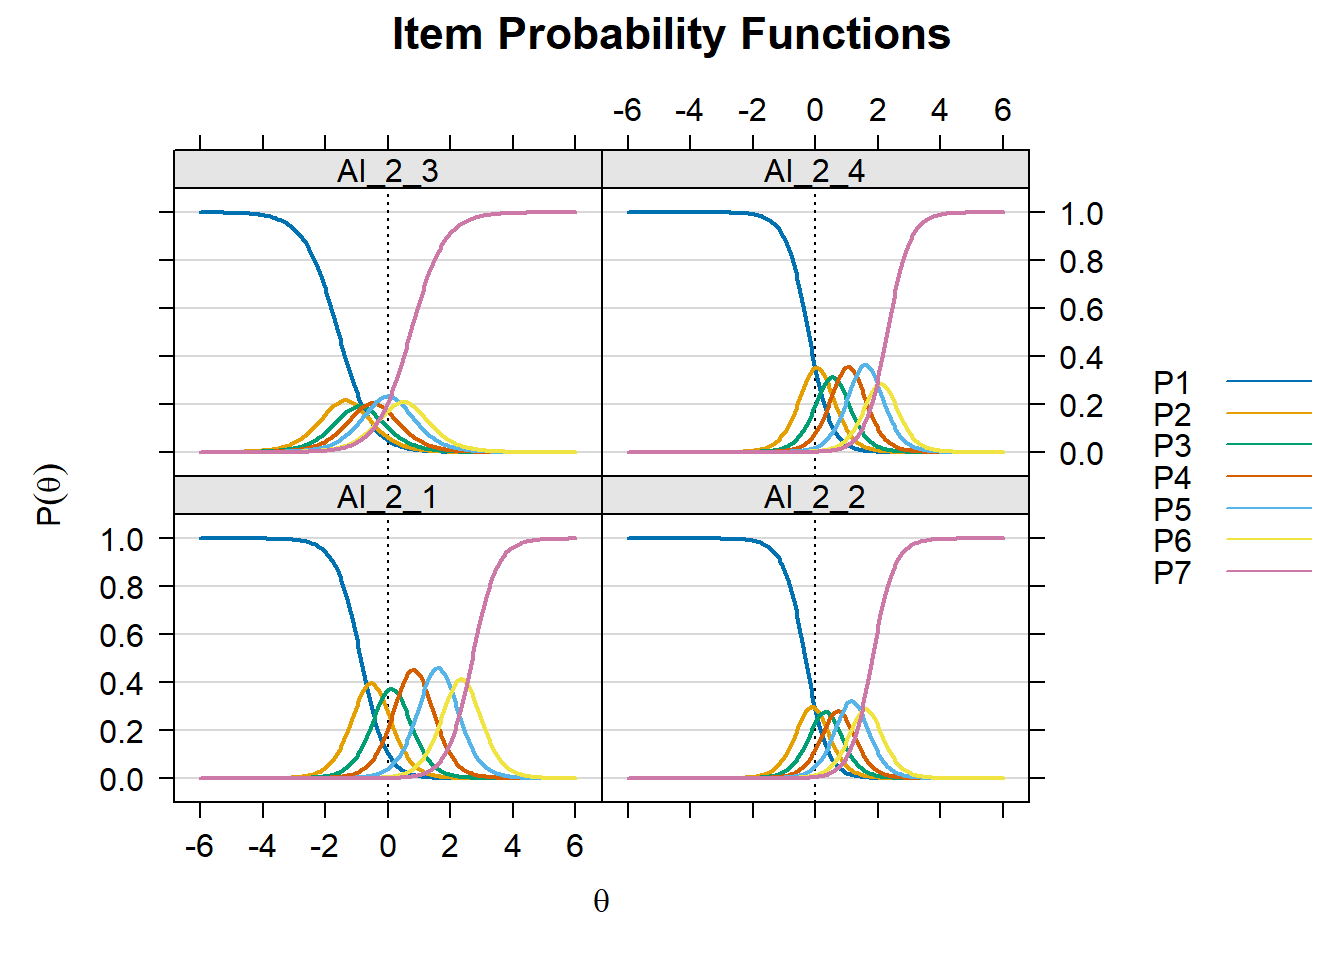 Item Probability Functions
-6 -4 -2 0 2 4 6
AI_2_3 AI_2_4
1.0
0.8
0.6
0.4
0.2
0.0
AI_2_1 AI_2_2
1.0
0.8
0.6
0.4
0.2
0.0
-6 -4 -2 0 2 4 6
P(θ)
θ
P1
P2
P3
P4
P5
P6
P7